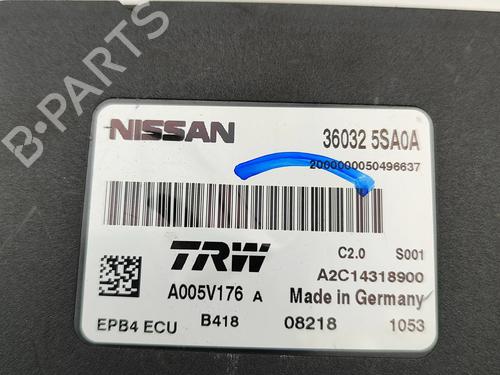 B-PARTS
NISSAN 36032 5SA0A
2000000050496637
TRW C2.0 S001
A2C14318900
A005V176 A Made in Germany
EPB4 ECU B418 08218 1053